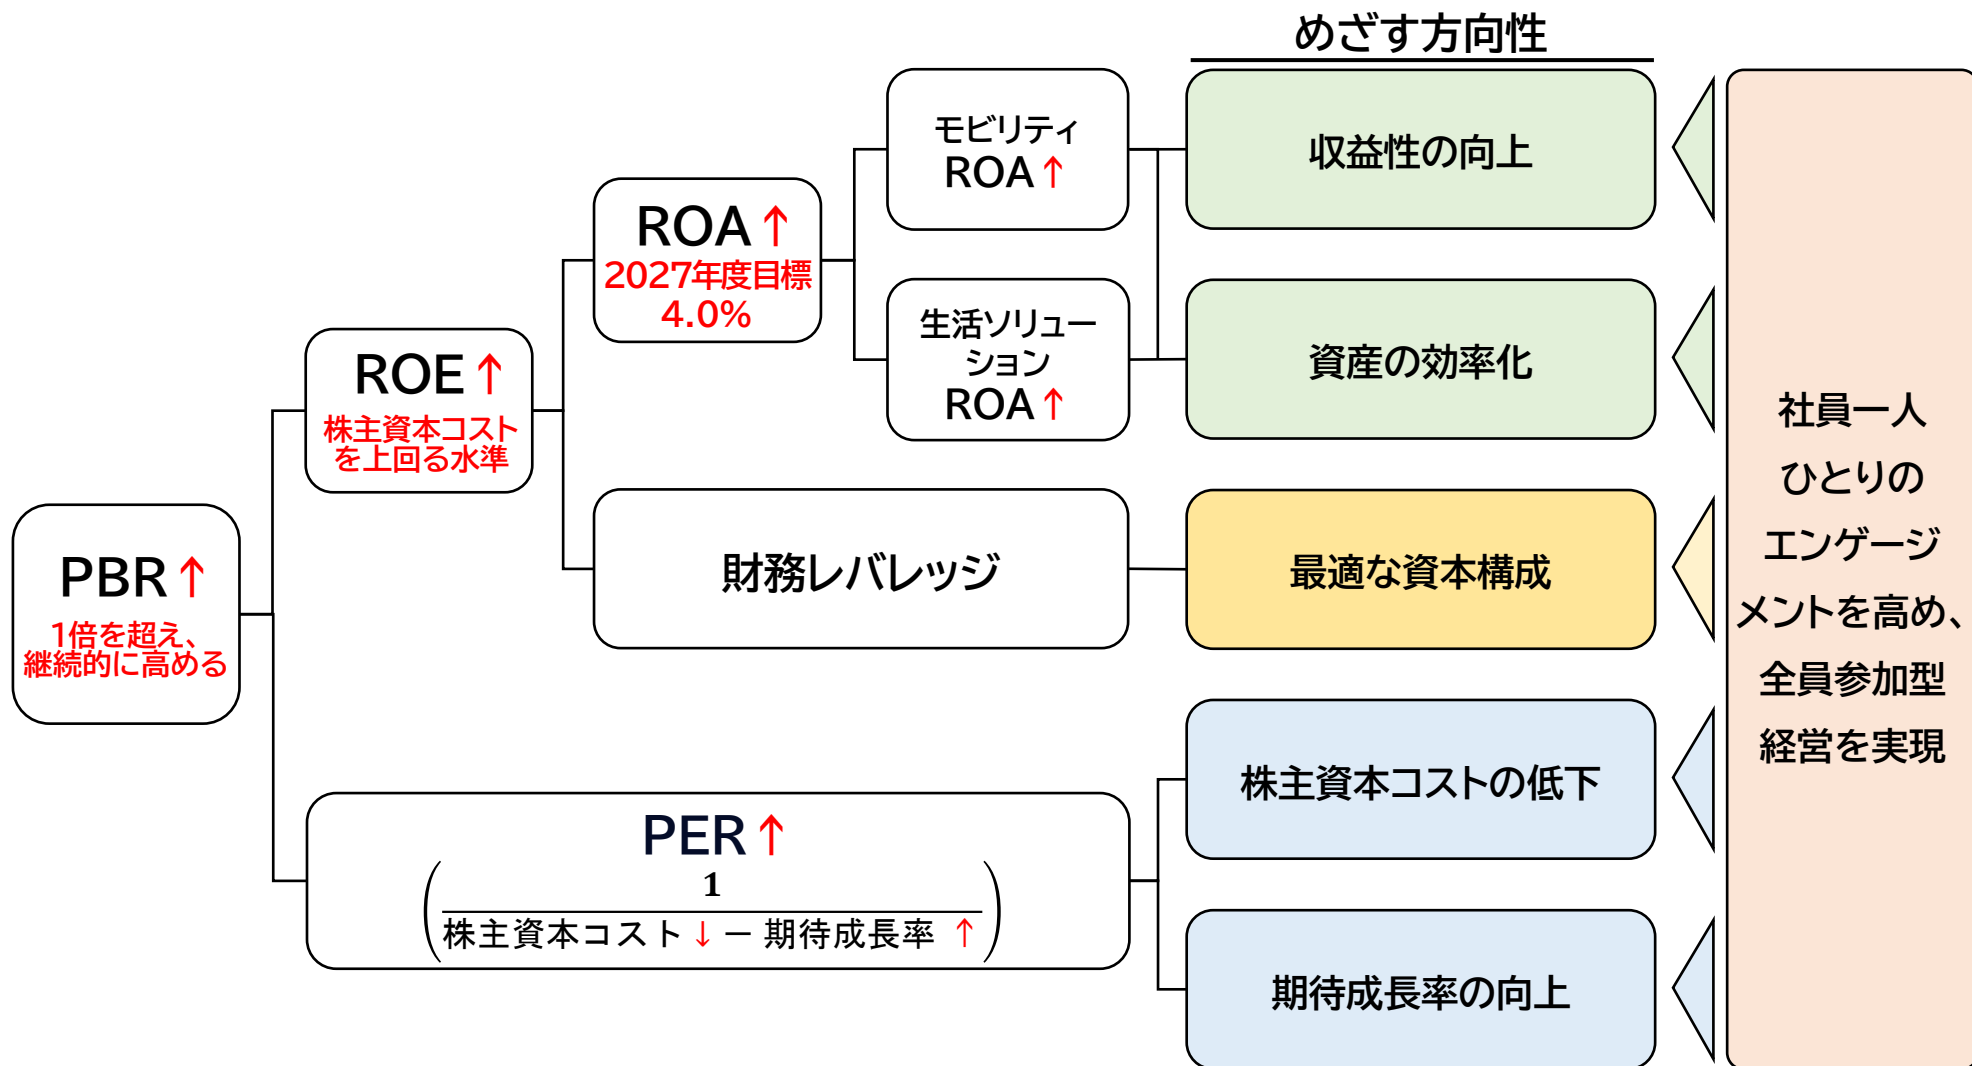 めざす方向性
PBR↑
1倍を超え、
継続的に高める
ROE↑
株主資本コスト
を上回る水準
ROA↑
2027年度目標
4.0%
モビリティ
ROA↑
生活ソリュー
ション
ROA↑
財務レバレッジ
PER↑
1
株主資本コスト↓ー期待成長率 ↑
収益性の向上
資産の効率化
最適な資本構成
株主資本コストの低下
期待成長率の向上
社員一人
ひとりの
エンゲージ
メントを高め、
全員参加型
経営を実現